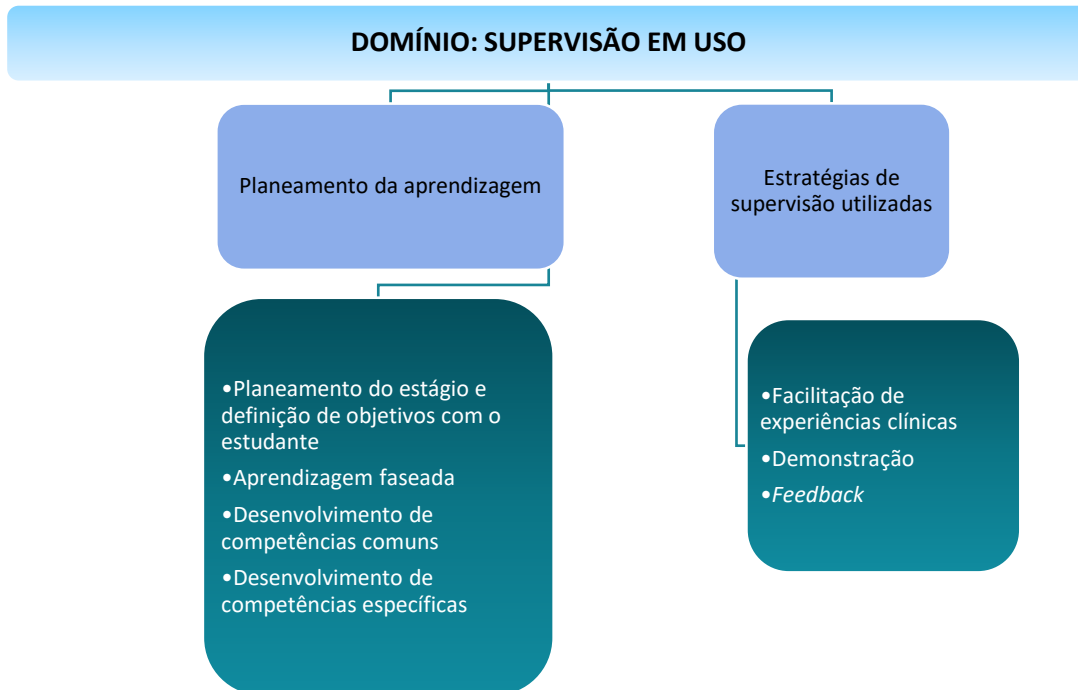 DOMÍNIO: SUPERVISÃO EM USO
Planeamento da aprendizagem
Estratégias de
supervisão utilizadas
•Planeamento do estágio e
definição de objetivos com o
estudante
•Aprendizagem faseada
•Desenvolvimento de
competências comuns
•Desenvolvimento de
competências específicas
•Facilitação de
experiências clínicas
•Demonstração
•Feedback